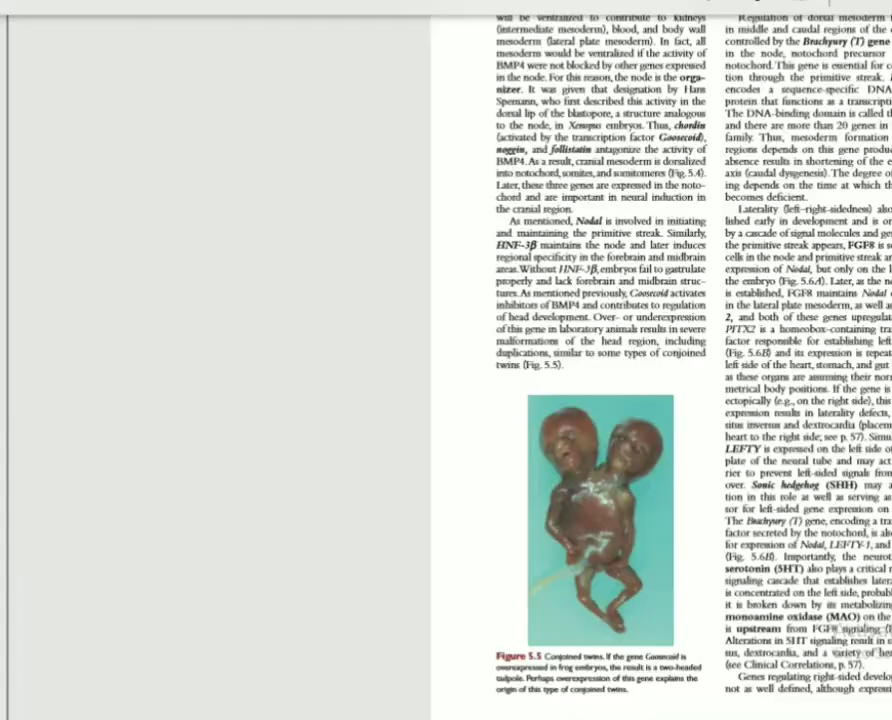 will be ventralized to contribute to kidneys
(intermediate mesoderm), blood, and body wall
mesoderm (lateral plate mesoderm). In fact, all
mesoderm would be ventralized if the activity of
BMP4 were not blocked by other genes expressed
in the node. For this reason, the node is the orga-
nizer. It was given that designation by Hans
Spemann, who first described this activity in the
dorsal lip of the blastopore, a structure analogous
to the node, in Xenopus embryos. Thus, chordin
(activated by the transcription factor Goosecoid),
noggin, and follistatin antagonize the activity of
BMP4. As a result, cranial mesoderm is dorsalized
into notochord, somites, and somitomeres (Fig. 5.4).
Later, these three genes are expressed in the noto-
chord and are important in neural induction in
the cranial region.
As mentioned, Nodal is involved in initiating
and maintaining the primitive streak. Similarly,
HNF-3β maintains the node and later induces
regional specificity in the forebrain and midbrain
areas. Without HNF-3β, embryos fail to gastrulate
properly and lack forebrain and midbrain struc-
tures. As mentioned previously, Goosecoid activates
inhibitors of BMP4 and contributes to regulation
of head development. Over- or underexpression
of this gene in laboratory animals results in severe
malformations of the head region, including
duplications, similar to some types of conjoined
twins (Fig. 5.5).
Figure 5.5 Conjoined twins. If the gene Goosecoid is
overexpressed in frog embryos, the result is a two-headed
tadpole. Perhaps overexpression of this gene explains the
origin of this type of conjoined twins.
Regulation of dorsal mesoderm
in middle and caudal regions of the
controlled by the Brachyury (T) gene
in the node, notochord precursor
notochord. This gene is essential for
tion through the primitive streak.
encodes a sequence-specific DNA
protein that functions as a
The DNA-binding domain is called
and there are more than 20 genes in
family. Thus, mesoderm formation
regions depends on this gene
absence results in shortening of the
axis (caudal dysgenesis). The degree of
ing depends on the time at which
becomes deficient.
Laterality (left–right-sidedness)
lished early in development and is
by a cascade of signal molecules and
the primitive streak appears, FGF8 is
cells in the node and primitive streak
expression of Nodal, but only on the
the embryo (Fig. 5.6A). Later, as the
is established, FGF8 maintains Nodal
in the lateral plate mesoderm, as well
2, and both of these genes
PITX2 is a homeobox-containing
factor responsible for establishing
(Fig. 5.6B) and its expression is
left side of the heart, stomach, and gut
as these organs are assuming their
metrical body positions. If the gene is
ectopically (e.g., on the right side), this
expression results in laterality defects,
situs inversus and dextrocardia
heart to the right side; see p. 57).
LEFTY is expressed on the left side
plate of the neural tube and may
rier to prevent left-sided signals
over. Sonic hedgehog (SHH) may
tion in this role as well as serving as
sor for left-sided gene expression on
The Brachyury (T) gene, encoding a
factor secreted by the notochord, is
for expression of Nodal, LEFTY-1, and
(Fig. 5.6B). Importantly, the
serotonin (5HT) also plays a critical
signaling cascade that establishes
is concentrated on the left side,
it is broken down by its metabolizing
monoamine oxidase (MAO) on the
is upstream from FGF8 signaling
Alterations in 5HT signaling result in
sus, dextrocardia, and a variety of
(see Clinical Correlations, p. 57).
Genes regulating right-sided
not as well defined, although